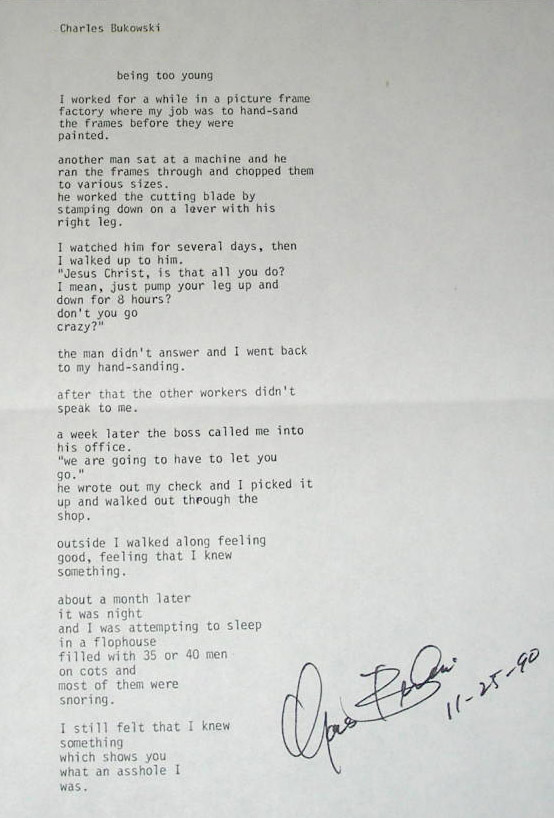 Charles Bukowski
being too young
I worked for a while in a picture frame
factory where my job was to hand-sand
the frames before they were
painted.
another man sat at a machine and he
ran the frames through and chopped them
to various sizes.
he worked the cutting blade by
stamping down on a lever with his
right leg.
I watched him for several days, then
I walked up to him.
"Jesus Christ, is that all you do?
I mean, just pump your leg up and
down for 8 hours?
don't you go
crazy?"
the man didn't answer and I went back
to my hand-sanding.
after that the other workers didn't
speak to me.
a week later the boss called me into
his office.
"we are going to have to let you
go."
he wrote out my check and I picked it
up and walked out through the
shop.
outside I walked along feeling
good, feeling that I knew
something.
about a month later
it was night
and I was attempting to sleep
in a flophouse
filled with 35 or 40 men
on cots and
most of them were
snoring.
I still felt that I knew
something
which shows you
what an asshole I
was.
11-25-90